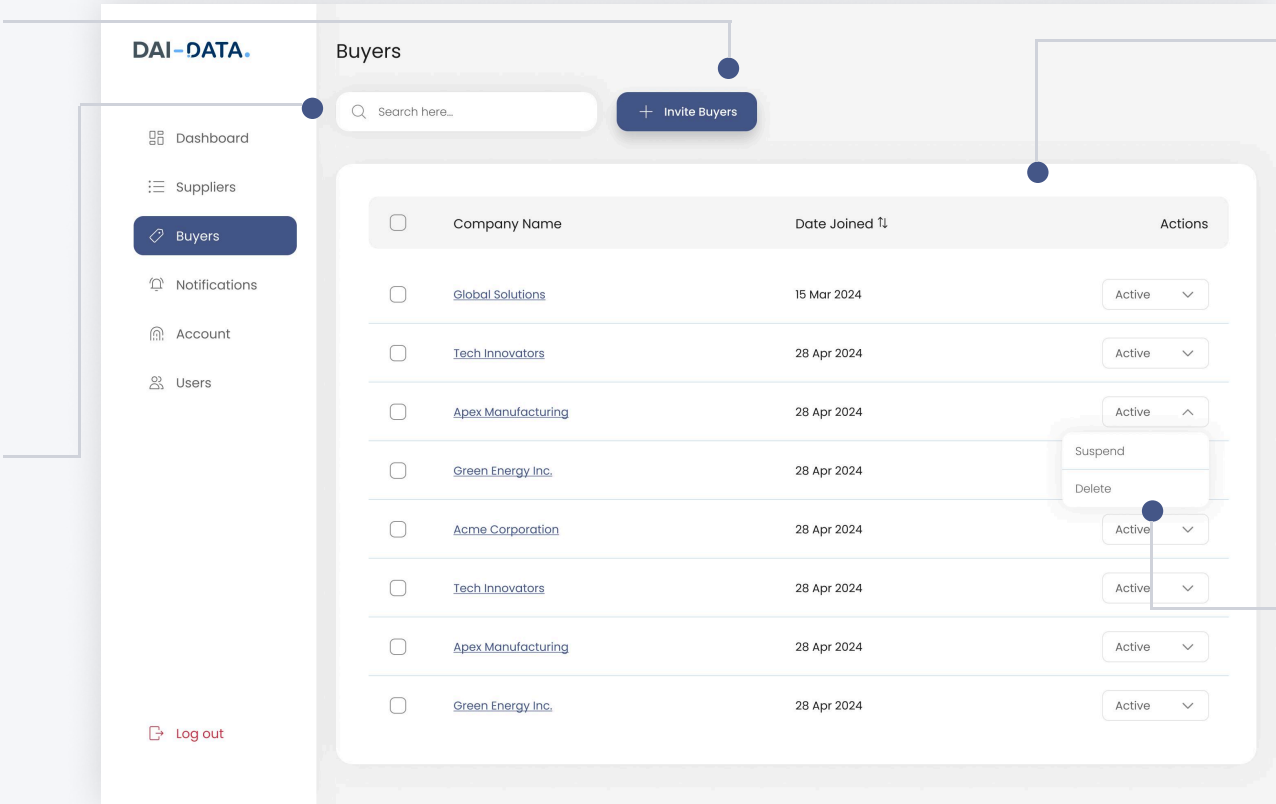 DAI-DATA.
Dashboard
Suppliers
Buyers
Notifications
Account
Users
Log out
Buyers
Search here...
Invite Buyers
Company Name Date Joined Actions
Global Solutions 15 Mar 2024 Active
Tech Innovators 28 Apr 2024 Active
Apex Manufacturing 28 Apr 2024 Active
Suspend
Green Energy Inc. 28 Apr 2024
Delete
Acme Corporation 28 Apr 2024 Active
Tech Innovators 28 Apr 2024 Active
Apex Manufacturing 28 Apr 2024 Active
Green Energy Inc. 28 Apr 2024 Active